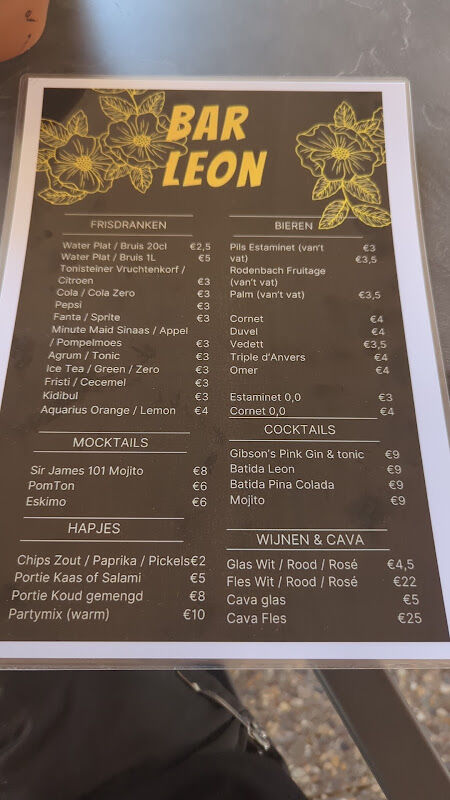 BAR
LEON
FRISDRANKEN
Water Plat / Bruis 20cl €2,5
Water Plat / Bruis 1L €5
Tonisteiner Vruchtenkorf /
Citroen €3
Cola / Cola Zero €3
Pepsi €3
Fanta / Sprite €3
Minute Maid Sinaas / Appel
/ Pompelmoes €3
Agrum / Tonic €3
Ice Tea / Green / Zero €3
Fristi / Cecemel €3
Kidibul €3
Aquarius Orange / Lemon €4
MOCKTAILS
Sir James 101 Mojito €8
PomTon €6
Eskimo €6
HAPJES
Chips Zout / Paprika / Pickels €2
Portie Kaas of Salami €5
Portie Koud gemengd €8
Partymix (warm) €10
BIEREN
Pils Estaminet (van't €3
vat) €3,5
Rodenbach Fruitage
(van't vat)
Palm (van't vat) €3,5
Cornet €4
Duvel €4
Vedett €3,5
Triple d'Anvers €4
Omer €4
Estaminet 0,0 €3
Cornet 0,0 €4
COCKTAILS
Gibson's Pink Gin & tonic €9
Batida Leon €9
Batida Pina Colada €9
Mojito €9
WIJNEN & CAVA
Glas Wit / Rood / Rosé €4,5
Fles Wit / Rood / Rosé €22
Cava glas €5
Cava Fles €25